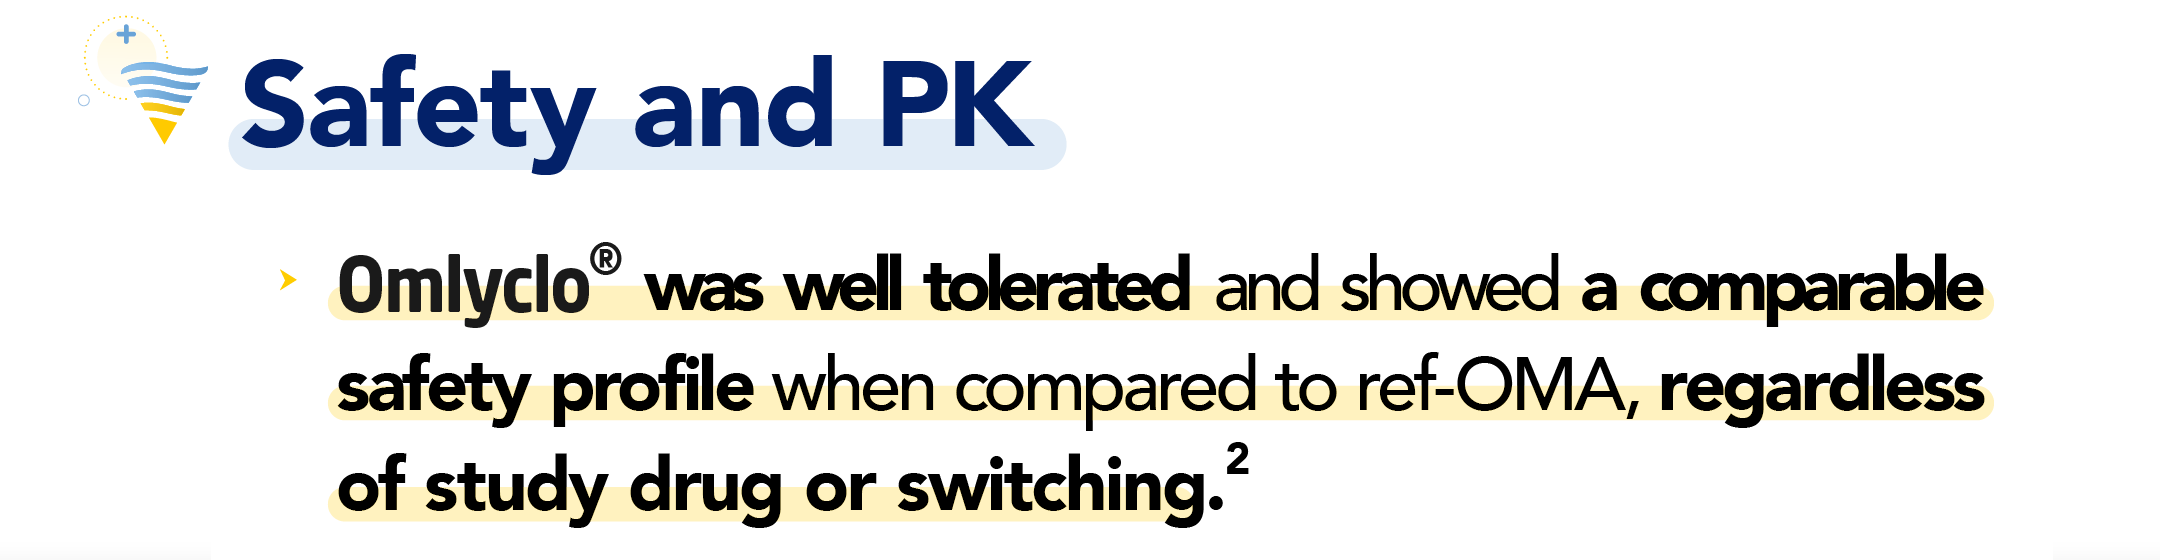 Safety and PK
Omlyclo® was well tolerated and showed a comparable
safety profile when compared to ref-OMA, regardless
of study drug or switching.²